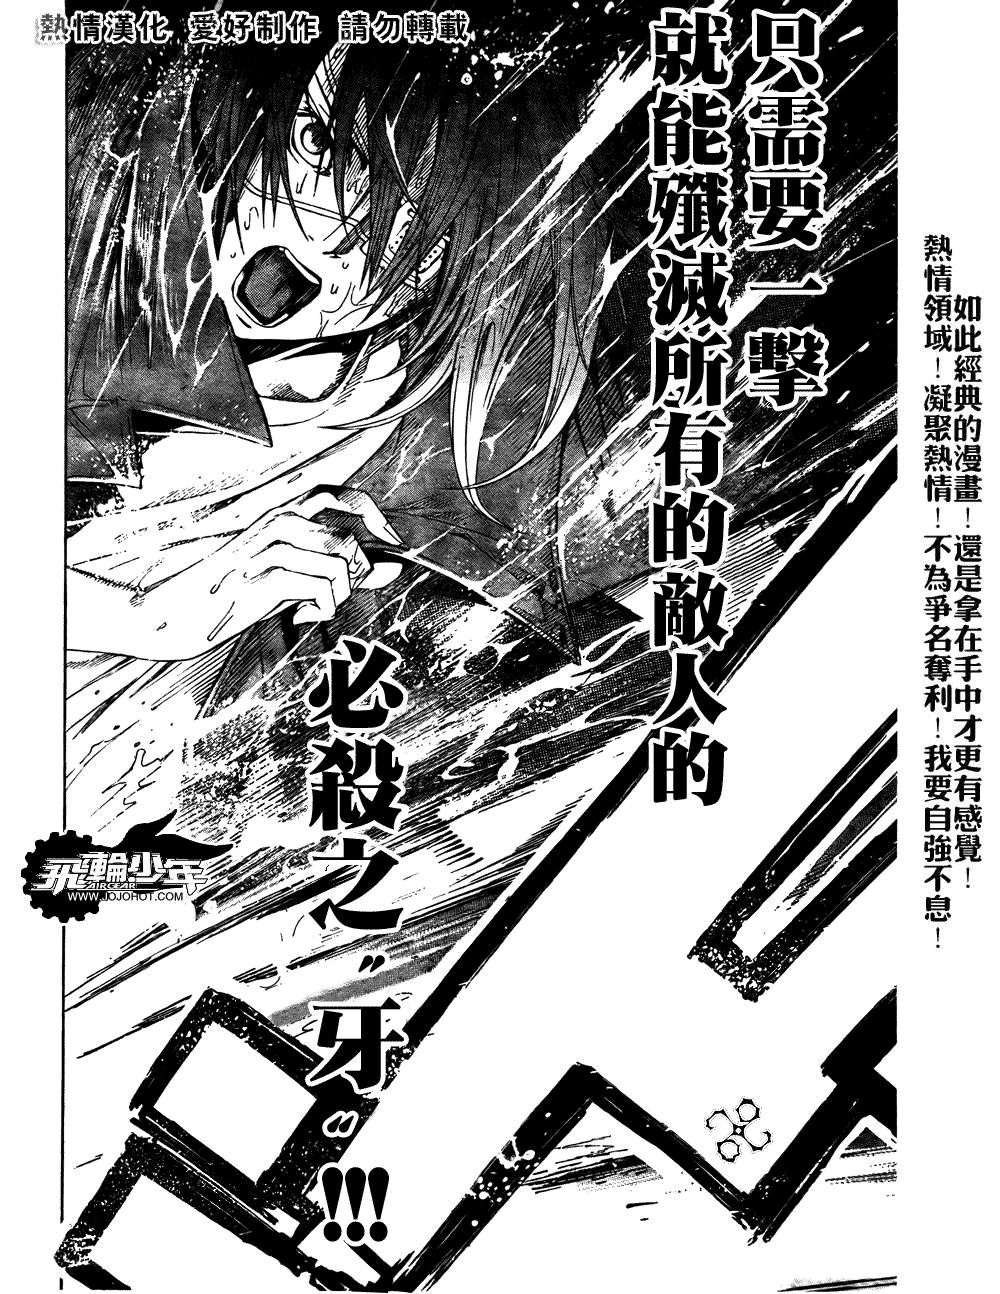 熱情漢化 愛好制作 請勿轉載
只需要一擊
就能殲滅所有的敵人的
必殺之〝牙〞!!!
如此經典的漫畫！還是拿在手中才更有感覺！
熱情領域！凝聚熱情！不為爭名奪利！我要自強不息！
飛輪少年
AIRGEAR
WWW.JOJOHOT.COM